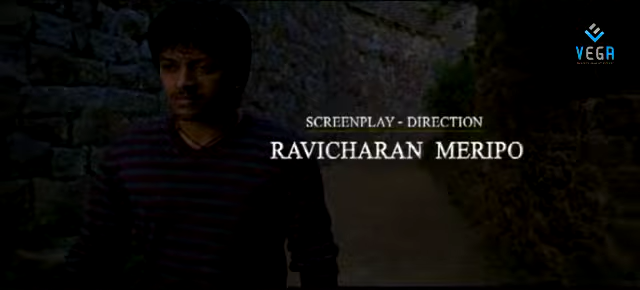 VEGA
SCREENPLAY - DIRECTION
RAVICHARAN MERIPO